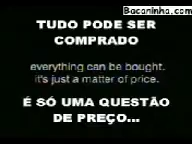 Bacaninha.com
TUDO PODE SER
COMPRADO
everything can be bought.
it's just a matter of price.
É SÓ UMA QUESTÃO
DE PREÇO...